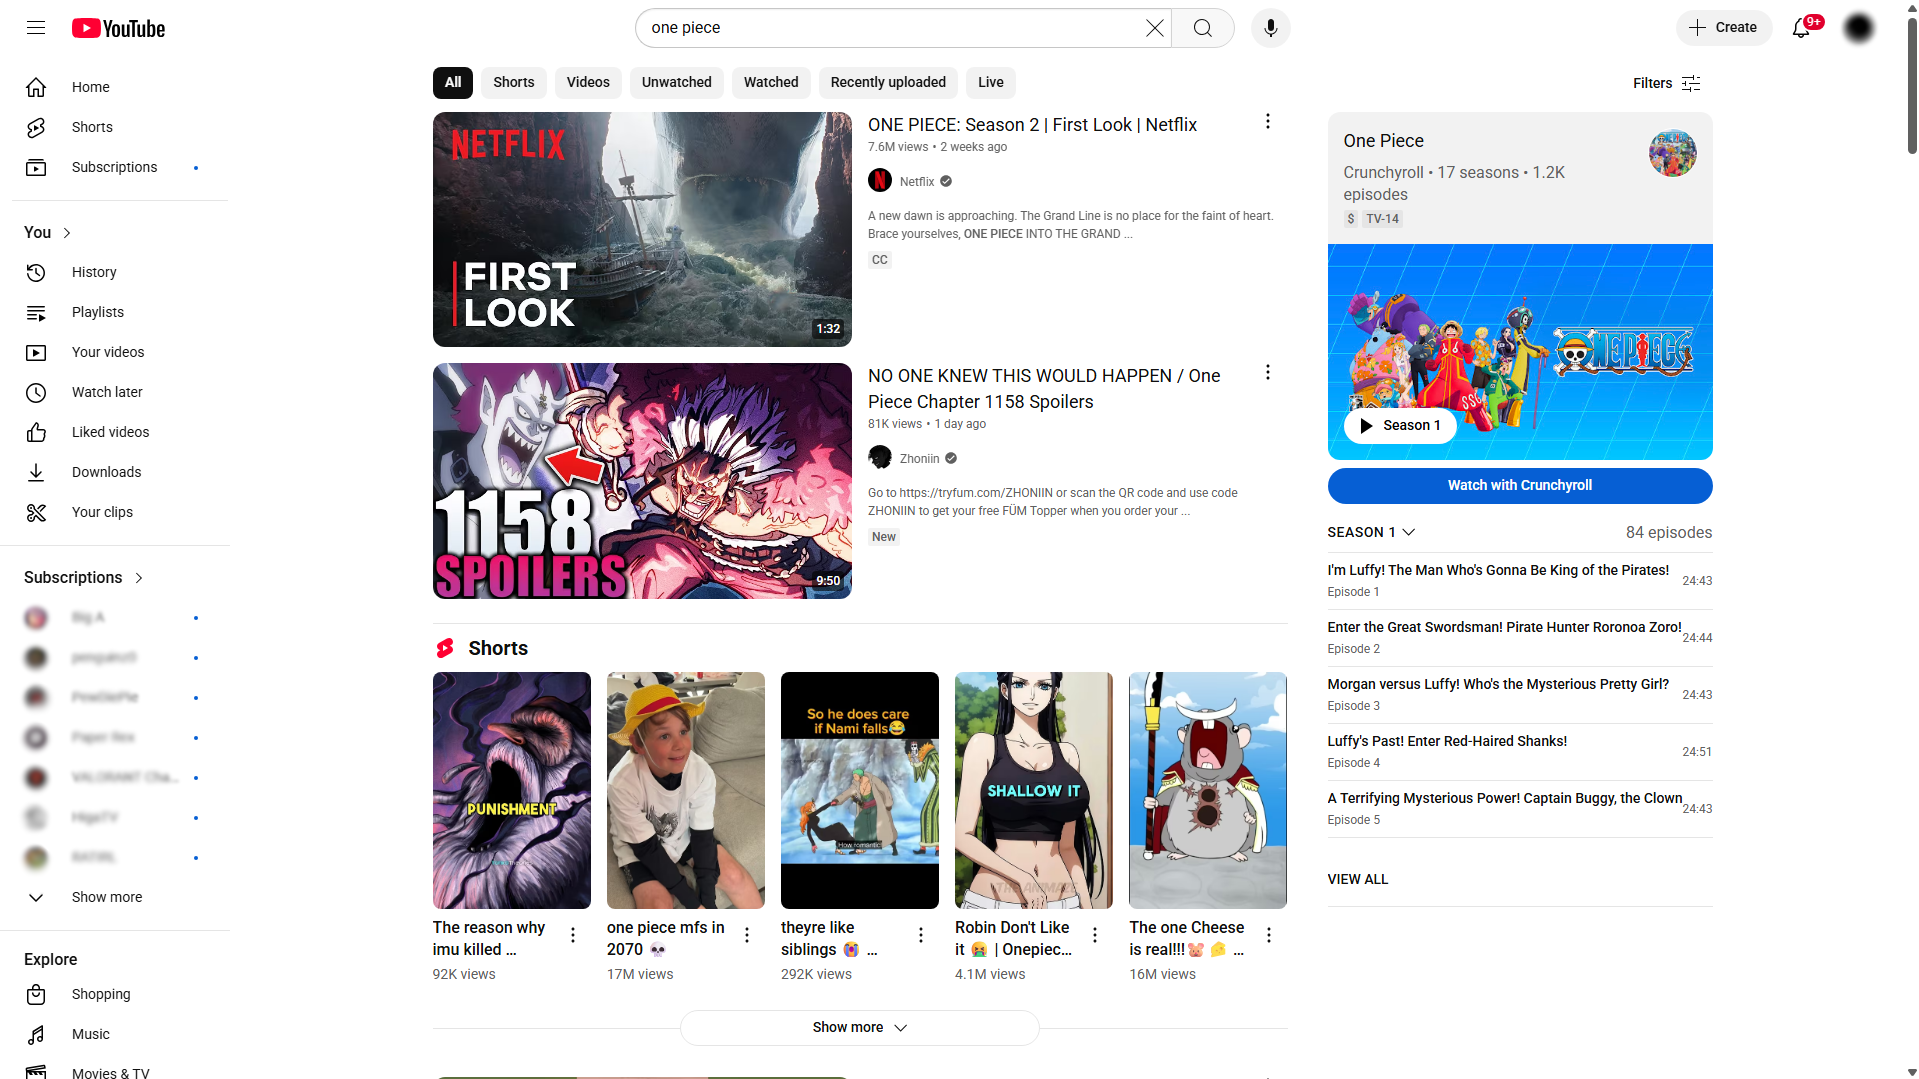 YouTube
one piece
Create
9+
Home
Shorts
Subscriptions
You
History
Playlists
Your videos
Watch later
Liked videos
Downloads
Your clips
Subscriptions
Show more
Explore
Shopping
Music
Movies & TV
All
Shorts
Videos
Unwatched
Watched
Recently uploaded
Live
Filters
NETFLIX
FIRST
LOOK
1:32
ONE PIECE: Season 2 | First Look | Netflix
7.6M views • 2 weeks ago
Netflix
A new dawn is approaching. The Grand Line is no place for the faint of heart.
Brace yourselves, ONE PIECE INTO THE GRAND ...
CC
1158
SPOILERS
9:50
NO ONE KNEW THIS WOULD HAPPEN / One
Piece Chapter 1158 Spoilers
81K views • 1 day ago
Zhoniin
Go to https://tryfum.com/ZHONIIN or scan the QR code and use code
ZHONIIN to get your free FÜM Topper when you order your ...
New
Shorts
PUNISHMENT
The reason why
imu killed ...
92K views
one piece mfs in
2070 💀
17M views
So he does care
if Nami falls😂
How romantic!
theyre like
siblings 😭 ...
292K views
SHALLOW IT
THE ANIMAZE
Robin Don't Like
it 🤮 | Onepiec...
4.1M views
The one Cheese
is real!!!🐭 🧀 ...
16M views
Show more
One Piece
Crunchyroll • 17 seasons • 1.2K
episodes
$ TV-14
ONE PIECE
Season 1
Watch with Crunchyroll
SEASON 1
84 episodes
I'm Luffy! The Man Who's Gonna Be King of the Pirates!
Episode 1
24:43
Enter the Great Swordsman! Pirate Hunter Roronoa Zoro!
Episode 2
24:44
Morgan versus Luffy! Who's the Mysterious Pretty Girl?
Episode 3
24:43
Luffy's Past! Enter Red-Haired Shanks!
Episode 4
24:51
A Terrifying Mysterious Power! Captain Buggy, the Clown
Episode 5
24:43
VIEW ALL